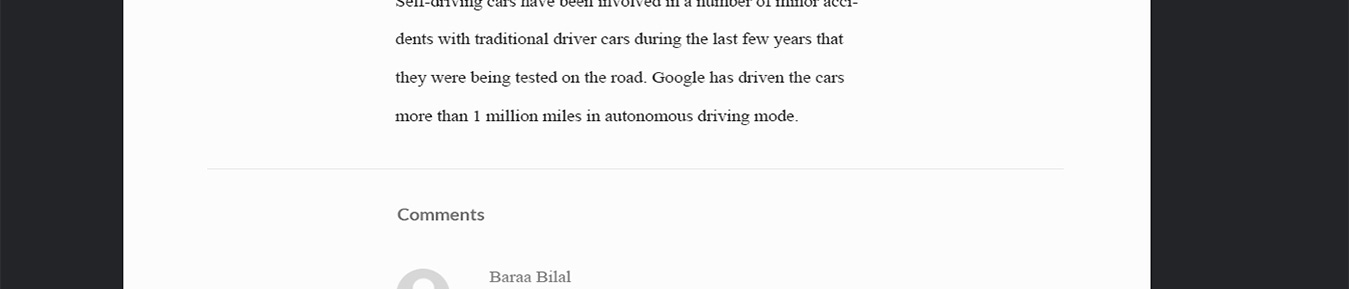 Self-driving cars have been involved in a number of minor acci-
dents with traditional driver cars during the last few years that
they were being tested on the road. Google has driven the cars
more than 1 million miles in autonomous driving mode.
Comments
Baraa Bilal